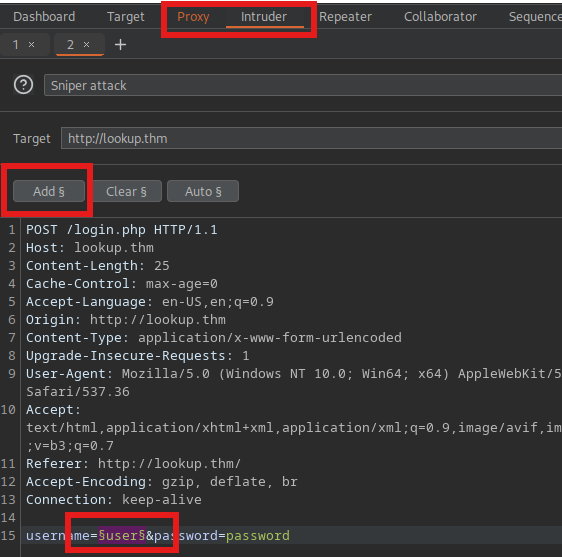 Dashboard Target Proxy Intruder Repeater Collaborator Sequence
1 × 2 × +
? Sniper attack
Target http://lookup.thm
Add § Clear § Auto §
1 POST /login.php HTTP/1.1
2 Host: lookup.thm
3 Content-Length: 25
4 Cache-Control: max-age=0
5 Accept-Language: en-US,en;q=0.9
6 Origin: http://lookup.thm
7 Content-Type: application/x-www-form-urlencoded
8 Upgrade-Insecure-Requests: 1
9 User-Agent: Mozilla/5.0 (Windows NT 10.0; Win64; x64) AppleWebKit/5
Safari/537.36
10 Accept:
text/html,application/xhtml+xml,application/xml;q=0.9,image/avif,im
;v=b3;q=0.7
11 Referer: http://lookup.thm/
12 Accept-Encoding: gzip, deflate, br
13 Connection: keep-alive
14
15 username=§user§&password=password